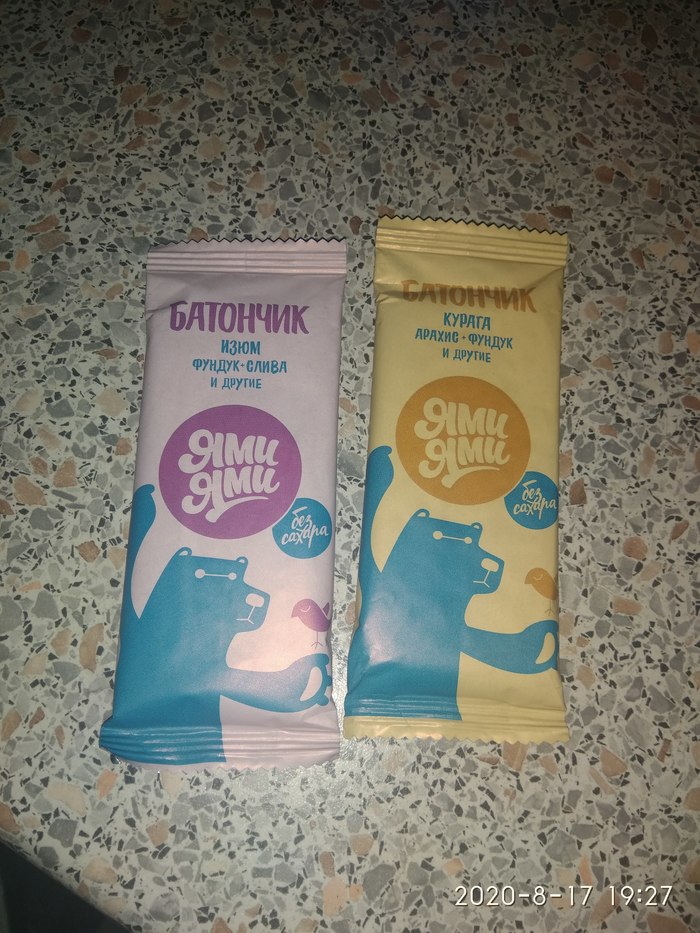 БАТОНЧИК
ИЗЮМ
ФУНДУК+СЛИВА
И ДРУГИЕ
ЯМИ
ЯМИ
без
сахара
БАТОНЧИК
КУРАГА
АРАХИС+ФУНДУК
И ДРУГИЕ
ЯМИ
ЯМИ
без
сахара
2020-8-17 19:27